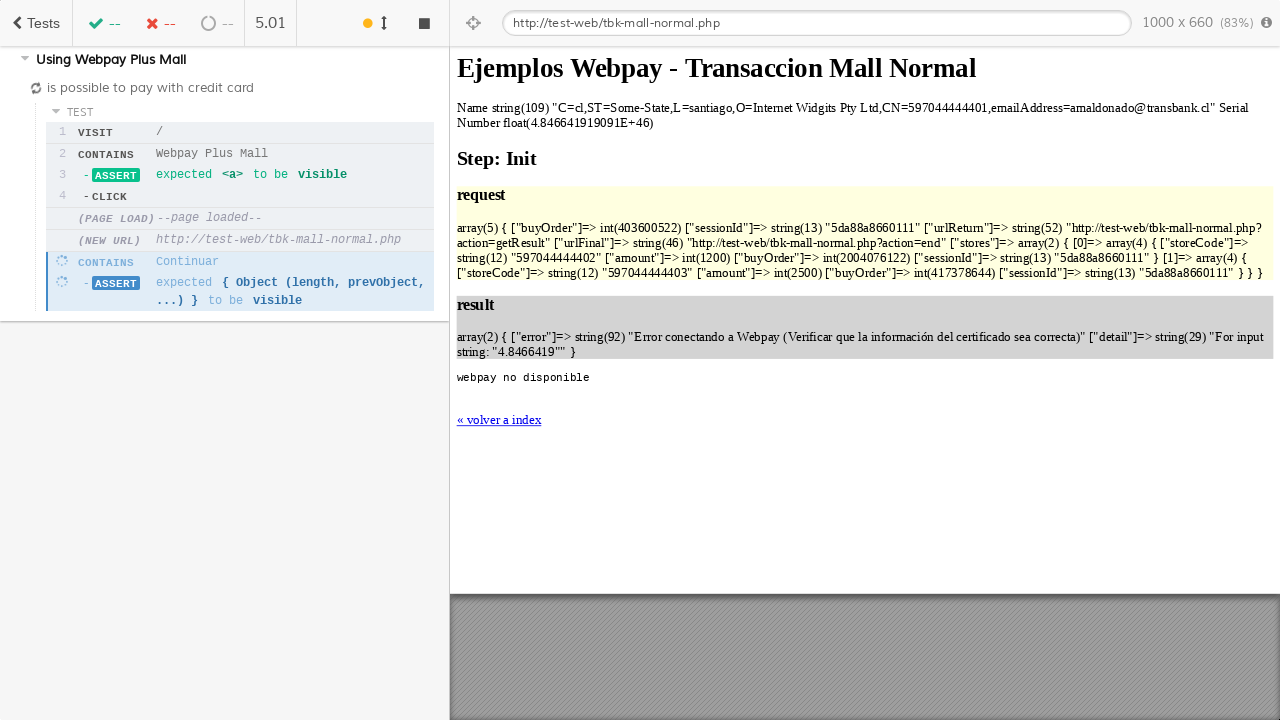 Tests
--
--
--
5.01
Using Webpay Plus Mall
is possible to pay with credit card
TEST
1 VISIT /
2 CONTAINS Webpay Plus Mall
3 - ASSERT expected <a> to be visible
4 - CLICK
(PAGE LOAD) --page loaded--
(NEW URL) http://test-web/tbk-mall-normal.php
CONTAINS Continuar
- ASSERT expected { Object (length, prevObject,
...) } to be visible
http://test-web/tbk-mall-normal.php
1000 x 660 (83%)
Ejemplos Webpay - Transaccion Mall Normal
Name string(109) "C=cl,ST=Some-State,L=santiago,O=Internet Widgits Pty Ltd,CN=597044444401,emailAddress=amaldonado@transbank.cl" Serial
Number float(4.846641919091E+46)
Step: Init
request
array(5) { ["buyOrder"]=> int(403600522) ["sessionId"]=> string(13) "5da88a8660111" ["urlReturn"]=> string(52) "http://test-web/tbk-mall-normal.php?
action=getResult" ["urlFinal"]=> string(46) "http://test-web/tbk-mall-normal.php?action=end" ["stores"]=> array(2) { [0]=> array(4) { ["storeCode"]=>
string(12) "597044444402" ["amount"]=> int(1200) ["buyOrder"]=> int(2004076122) ["sessionId"]=> string(13) "5da88a8660111" } [1]=> array(4) {
["storeCode"]=> string(12) "597044444403" ["amount"]=> int(2500) ["buyOrder"]=> int(417378644) ["sessionId"]=> string(13) "5da88a8660111" } } }
result
array(2) { ["error"]=> string(92) "Error conectando a Webpay (Verificar que la información del certificado sea correcta)" ["detail"]=> string(29) "For input
string: "4.8466419"" }
webpay no disponible
« volver a index